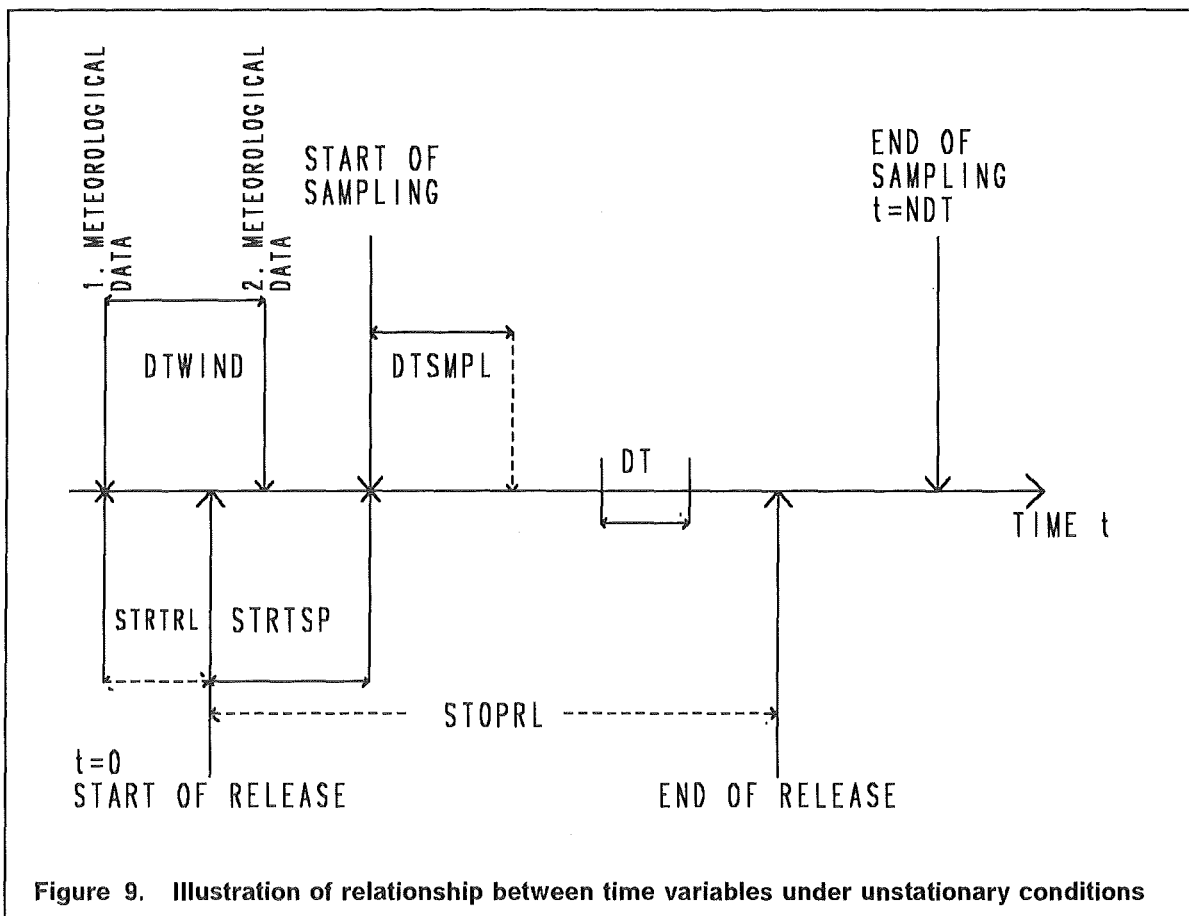 1. METEOROLOGICAL
DATA
2. METEOROLOGICAL
DATA
START OF
SAMPLING
END OF
SAMPLING
t=NDT
DTWIND
DTSMPL
DT
TIME t
STRTRL
STRTSP
STOPRL
t=0
START OF RELEASE
END OF RELEASE
Figure 9. Illustration of relationship between time variables under unstationary conditions